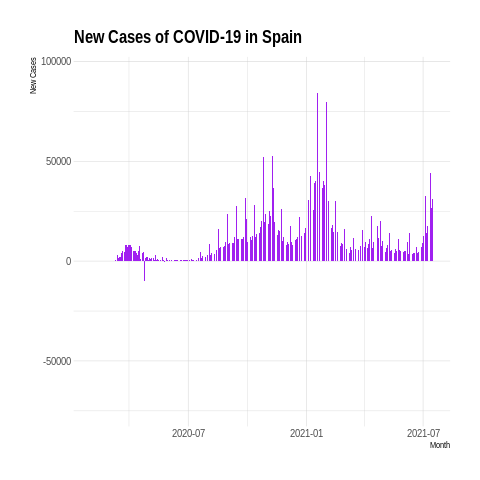 New Cases of COVID-19 in Spain
New Cases
100000
50000
0
-50000
2020-07
2021-01
2021-07
Month